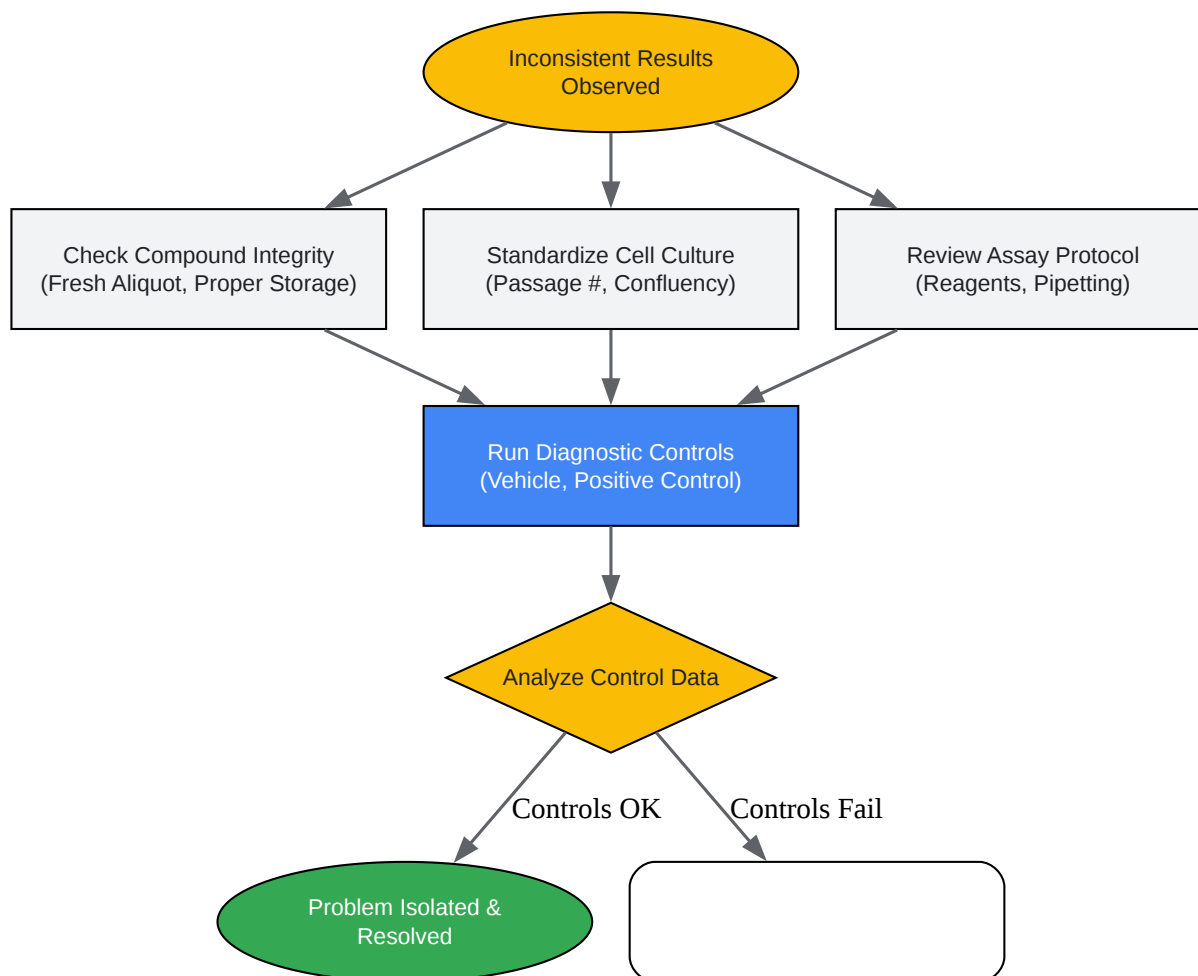 Inconsistent Results
Observed
Check Compound Integrity
(Fresh Aliquot, Proper Storage)
Standardize Cell Culture
(Passage #, Confluency)
Review Assay Protocol
(Reagents, Pipetting)
Run Diagnostic Controls
(Vehicle, Positive Control)
Analyze Control Data
Controls OK
Controls Fail
Problem Isolated &
Resolved